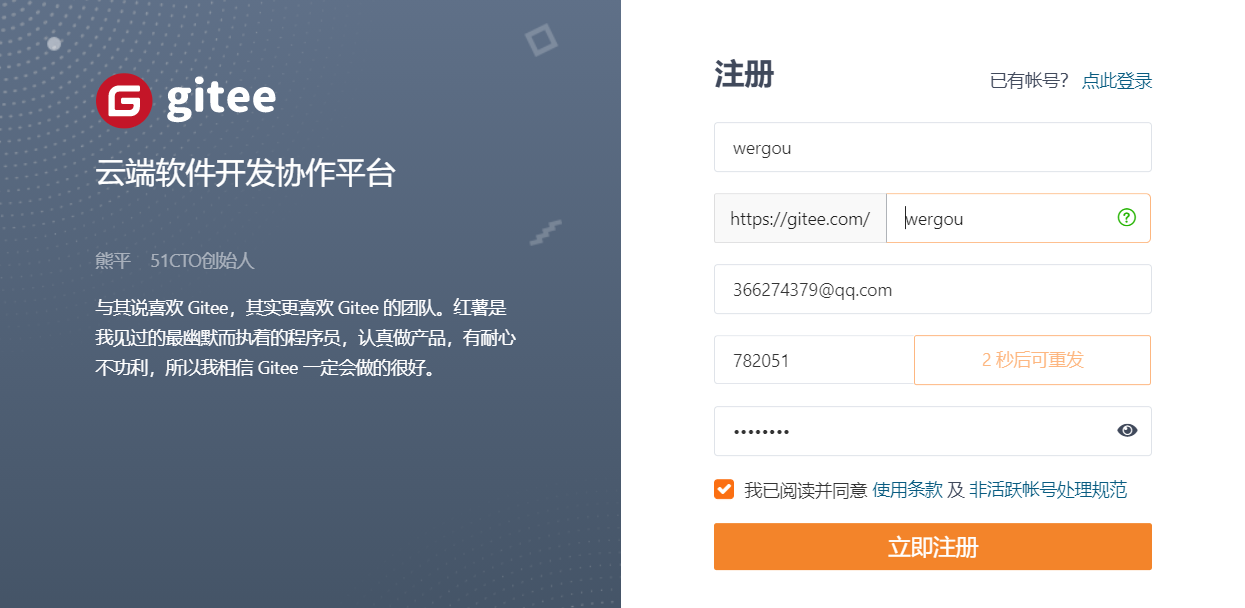 gitee
云端软件开发协作平台
熊平 51CTO创始人
与其说喜欢 Gitee，其实更喜欢 Gitee 的团队。红薯是
我见过的最幽默而执着的程序员，认真做产品，有耐心
不功利，所以我相信 Gitee 一定会做的很好。
注册
已有帐号？ 点此登录
wergou
https://gitee.com/ wergou
366274379@qq.com
782051 2 秒后可重发
••••••••
我已阅读并同意 使用条款 及 非活跃帐号处理规范
立即注册